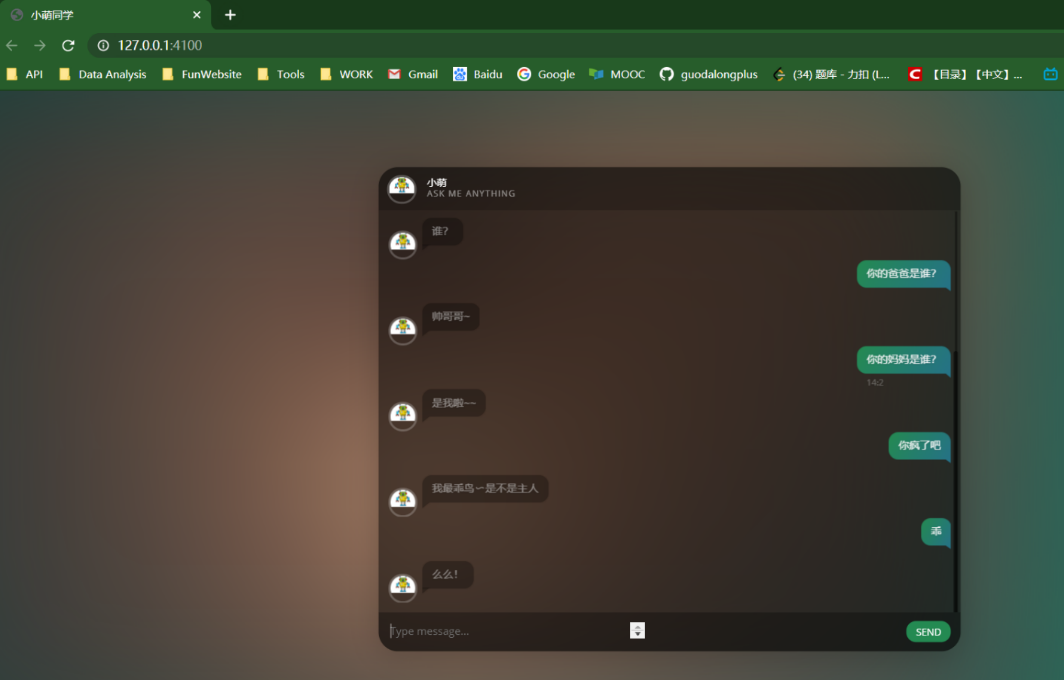 小萌同学
127.0.0.1:4100
API Data Analysis FunWebsite Tools WORK Gmail Baidu Google MOOC guodalongplus (34) 题库 - 力扣 (L... 【目录】【中文】...
小萌
ASK ME ANYTHING
谁?
你的爸爸是谁?
帅哥哥~
你的妈妈是谁?
14:2
是我啦~~
你疯了吧
我最乖鸟~是不是主人
乖
么么!
Type message...
SEND